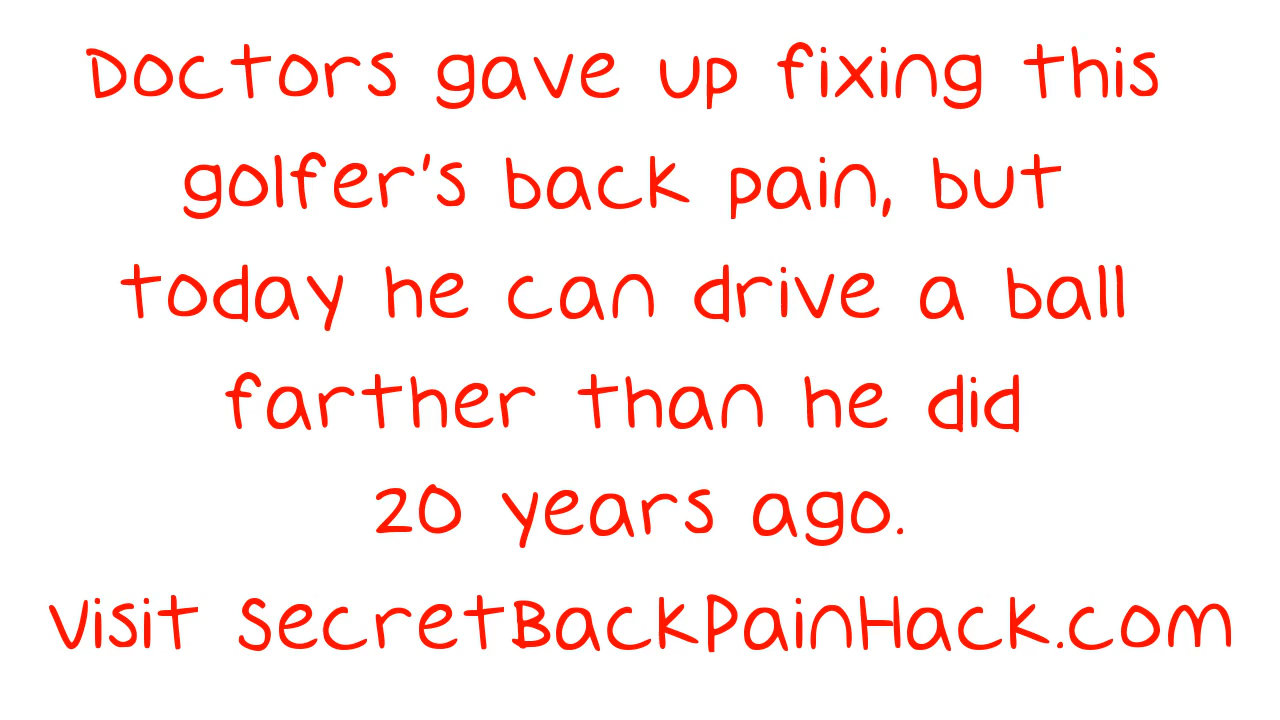 Doctors gave up fixing this
golfer's back pain, but
today he can drive a ball
farther than he did
20 years ago.
Visit SecretBackPainHack.com